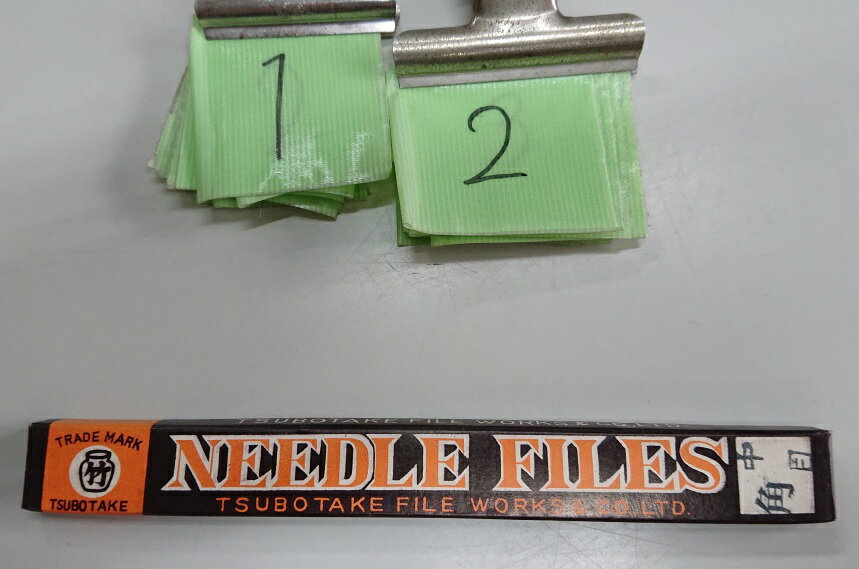 1
2
TSUBOTAKE FILE WORKS & CO. LTD.
TRADE MARK
竹
TSUBOTAKE
NEEDLE FILES
TSUBOTAKE FILE WORKS & CO. LTD.
中目
角